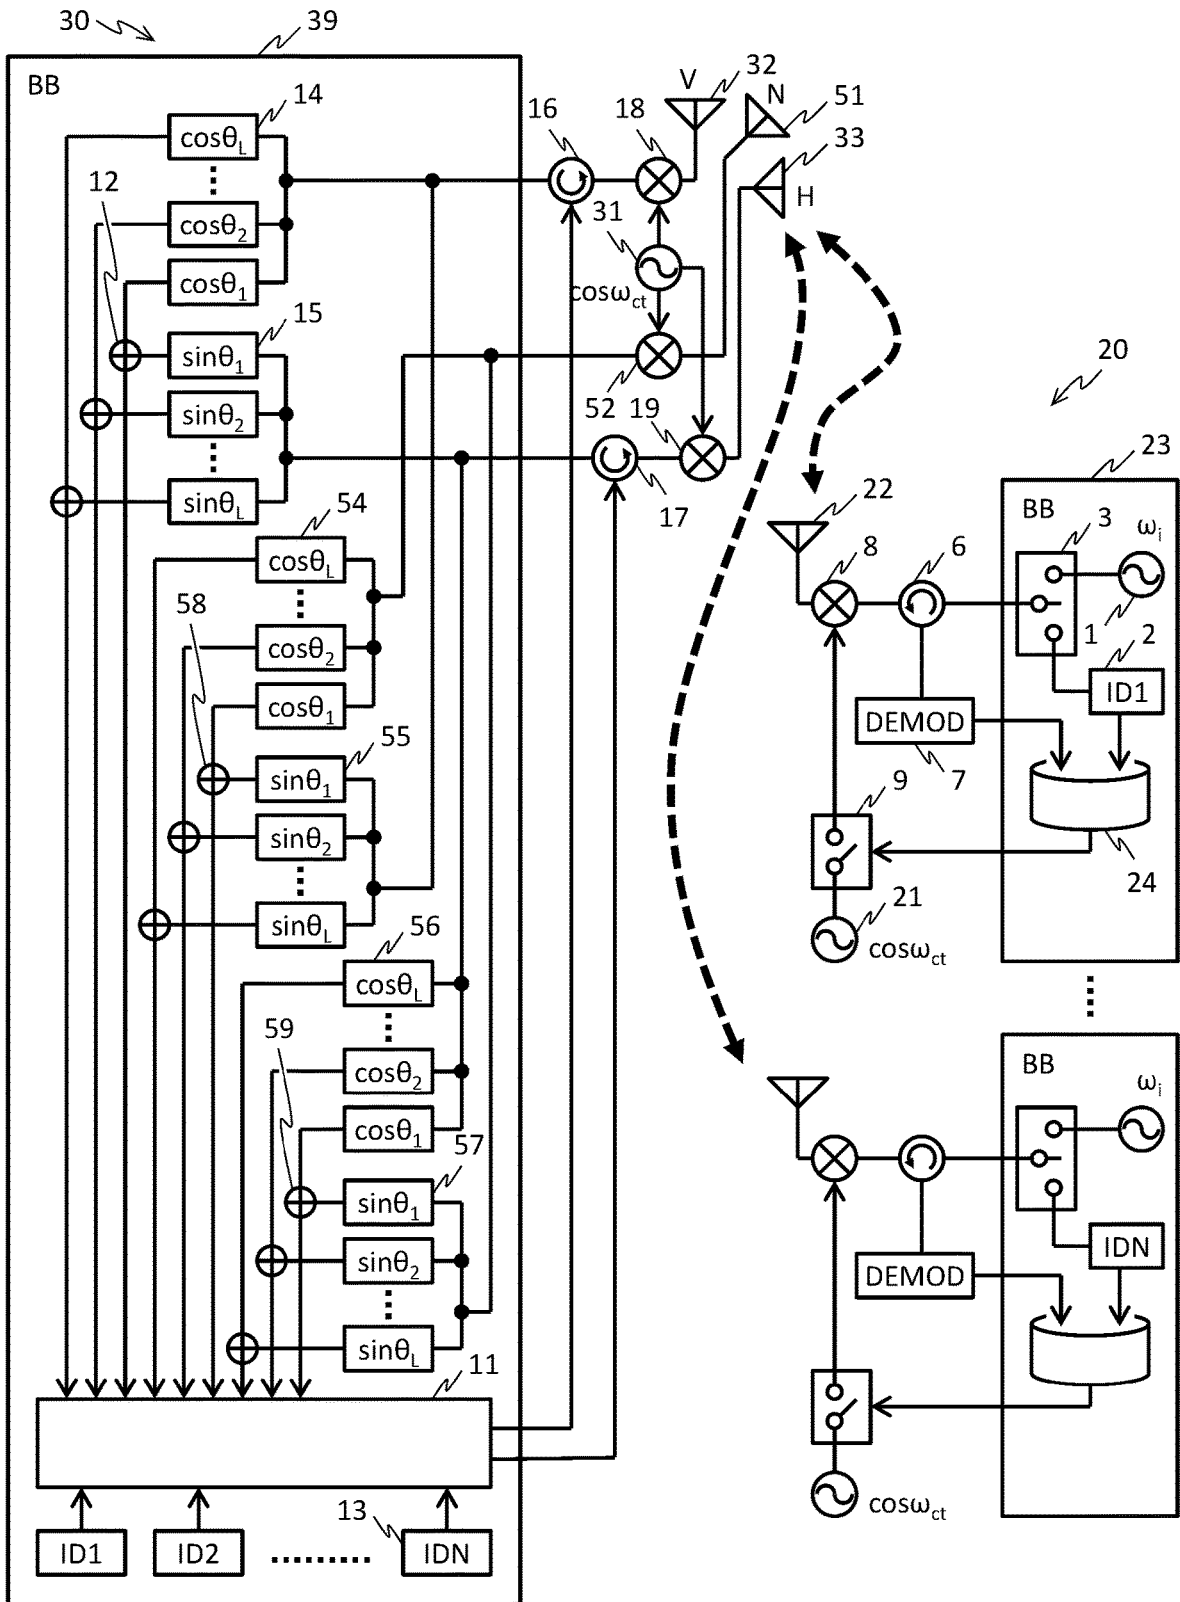 30
39
BB
14
cosθL
cosθ2
cosθ1
12
15
sinθ1
sinθ2
sinθL
54
cosθL
cosθ2
cosθ1
58
55
sinθ1
sinθ2
sinθL
56
cosθL
cosθ2
cosθ1
59
57
sinθ1
sinθ2
sinθL
11
ID1
ID2
13
IDN
16
18
V
32
N
51
33
H
31
cosωct
52
19
17
20
23
BB
22
8
6
3
ωi
1
2
ID1
DEMOD
7
9
24
21
cosωct
BB
ωi
IDN
DEMOD
cosωct